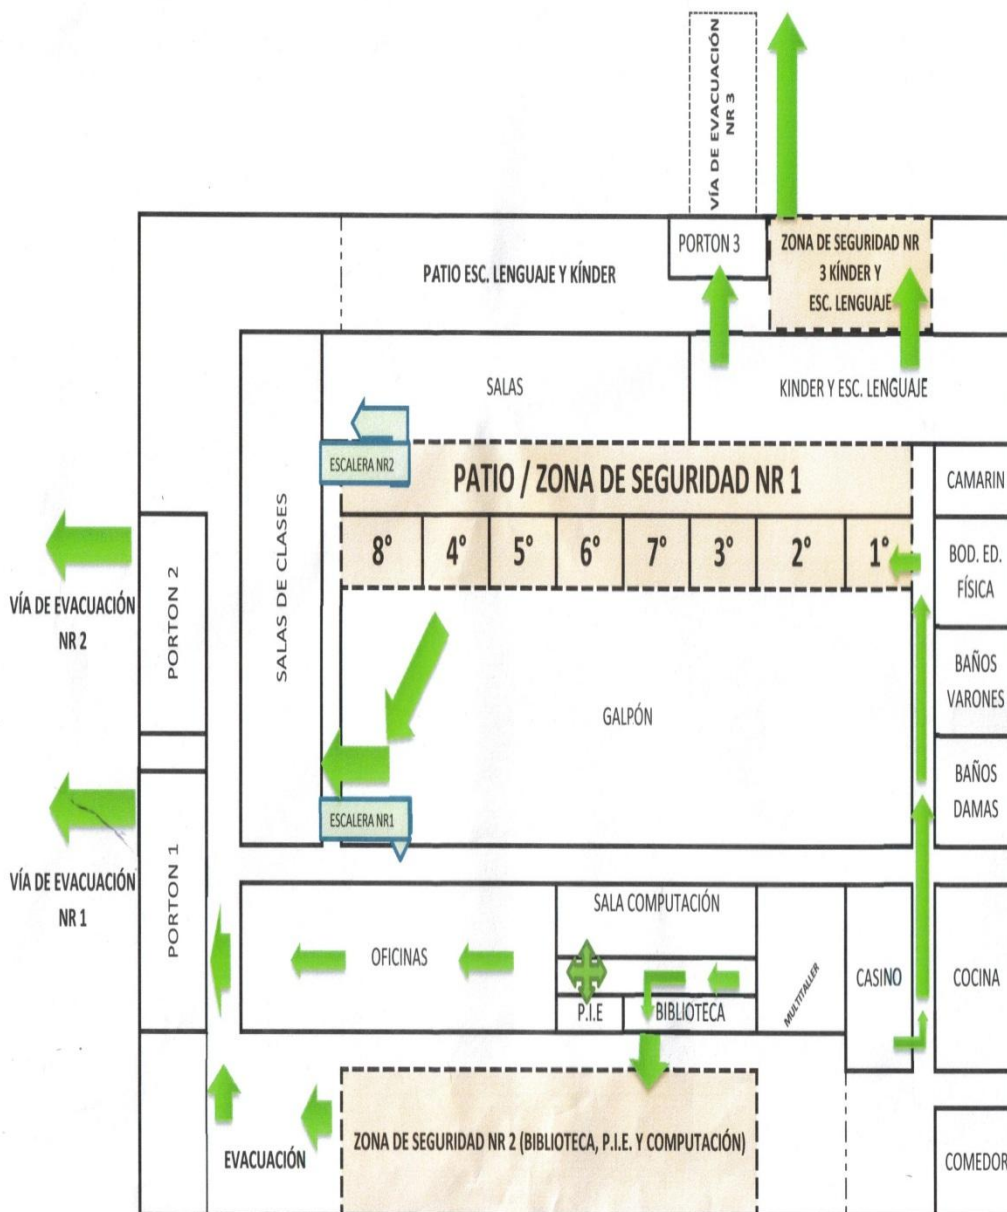 VÍA DE EVACUACIÓN
NR 3
PORTON 3
ZONA DE SEGURIDAD NR
3 KÍNDER Y
ESC. LENGUAJE
PATIO ESC. LENGUAJE Y KÍNDER
SALAS
KINDER Y ESC. LENGUAJE
ESCALERA NR2
PATIO / ZONA DE SEGURIDAD NR 1
CAMARIN
8° 4° 5° 6° 7° 3° 2° 1°
BOD. ED.
FÍSICA
SALAS DE CLASES
PORTON 2
VÍA DE EVACUACIÓN
NR 2
GALPÓN
BAÑOS
VARONES
BAÑOS
DAMAS
ESCALERA NR1
PORTON 1
VÍA DE EVACUACIÓN
NR 1
OFICINAS
SALA COMPUTACIÓN
P.I.E
BIBLIOTECA
MULTITALLER
CASINO
COCINA
EVACUACIÓN
ZONA DE SEGURIDAD NR 2 (BIBLIOTECA, P.I.E. Y COMPUTACIÓN)
COMEDOR